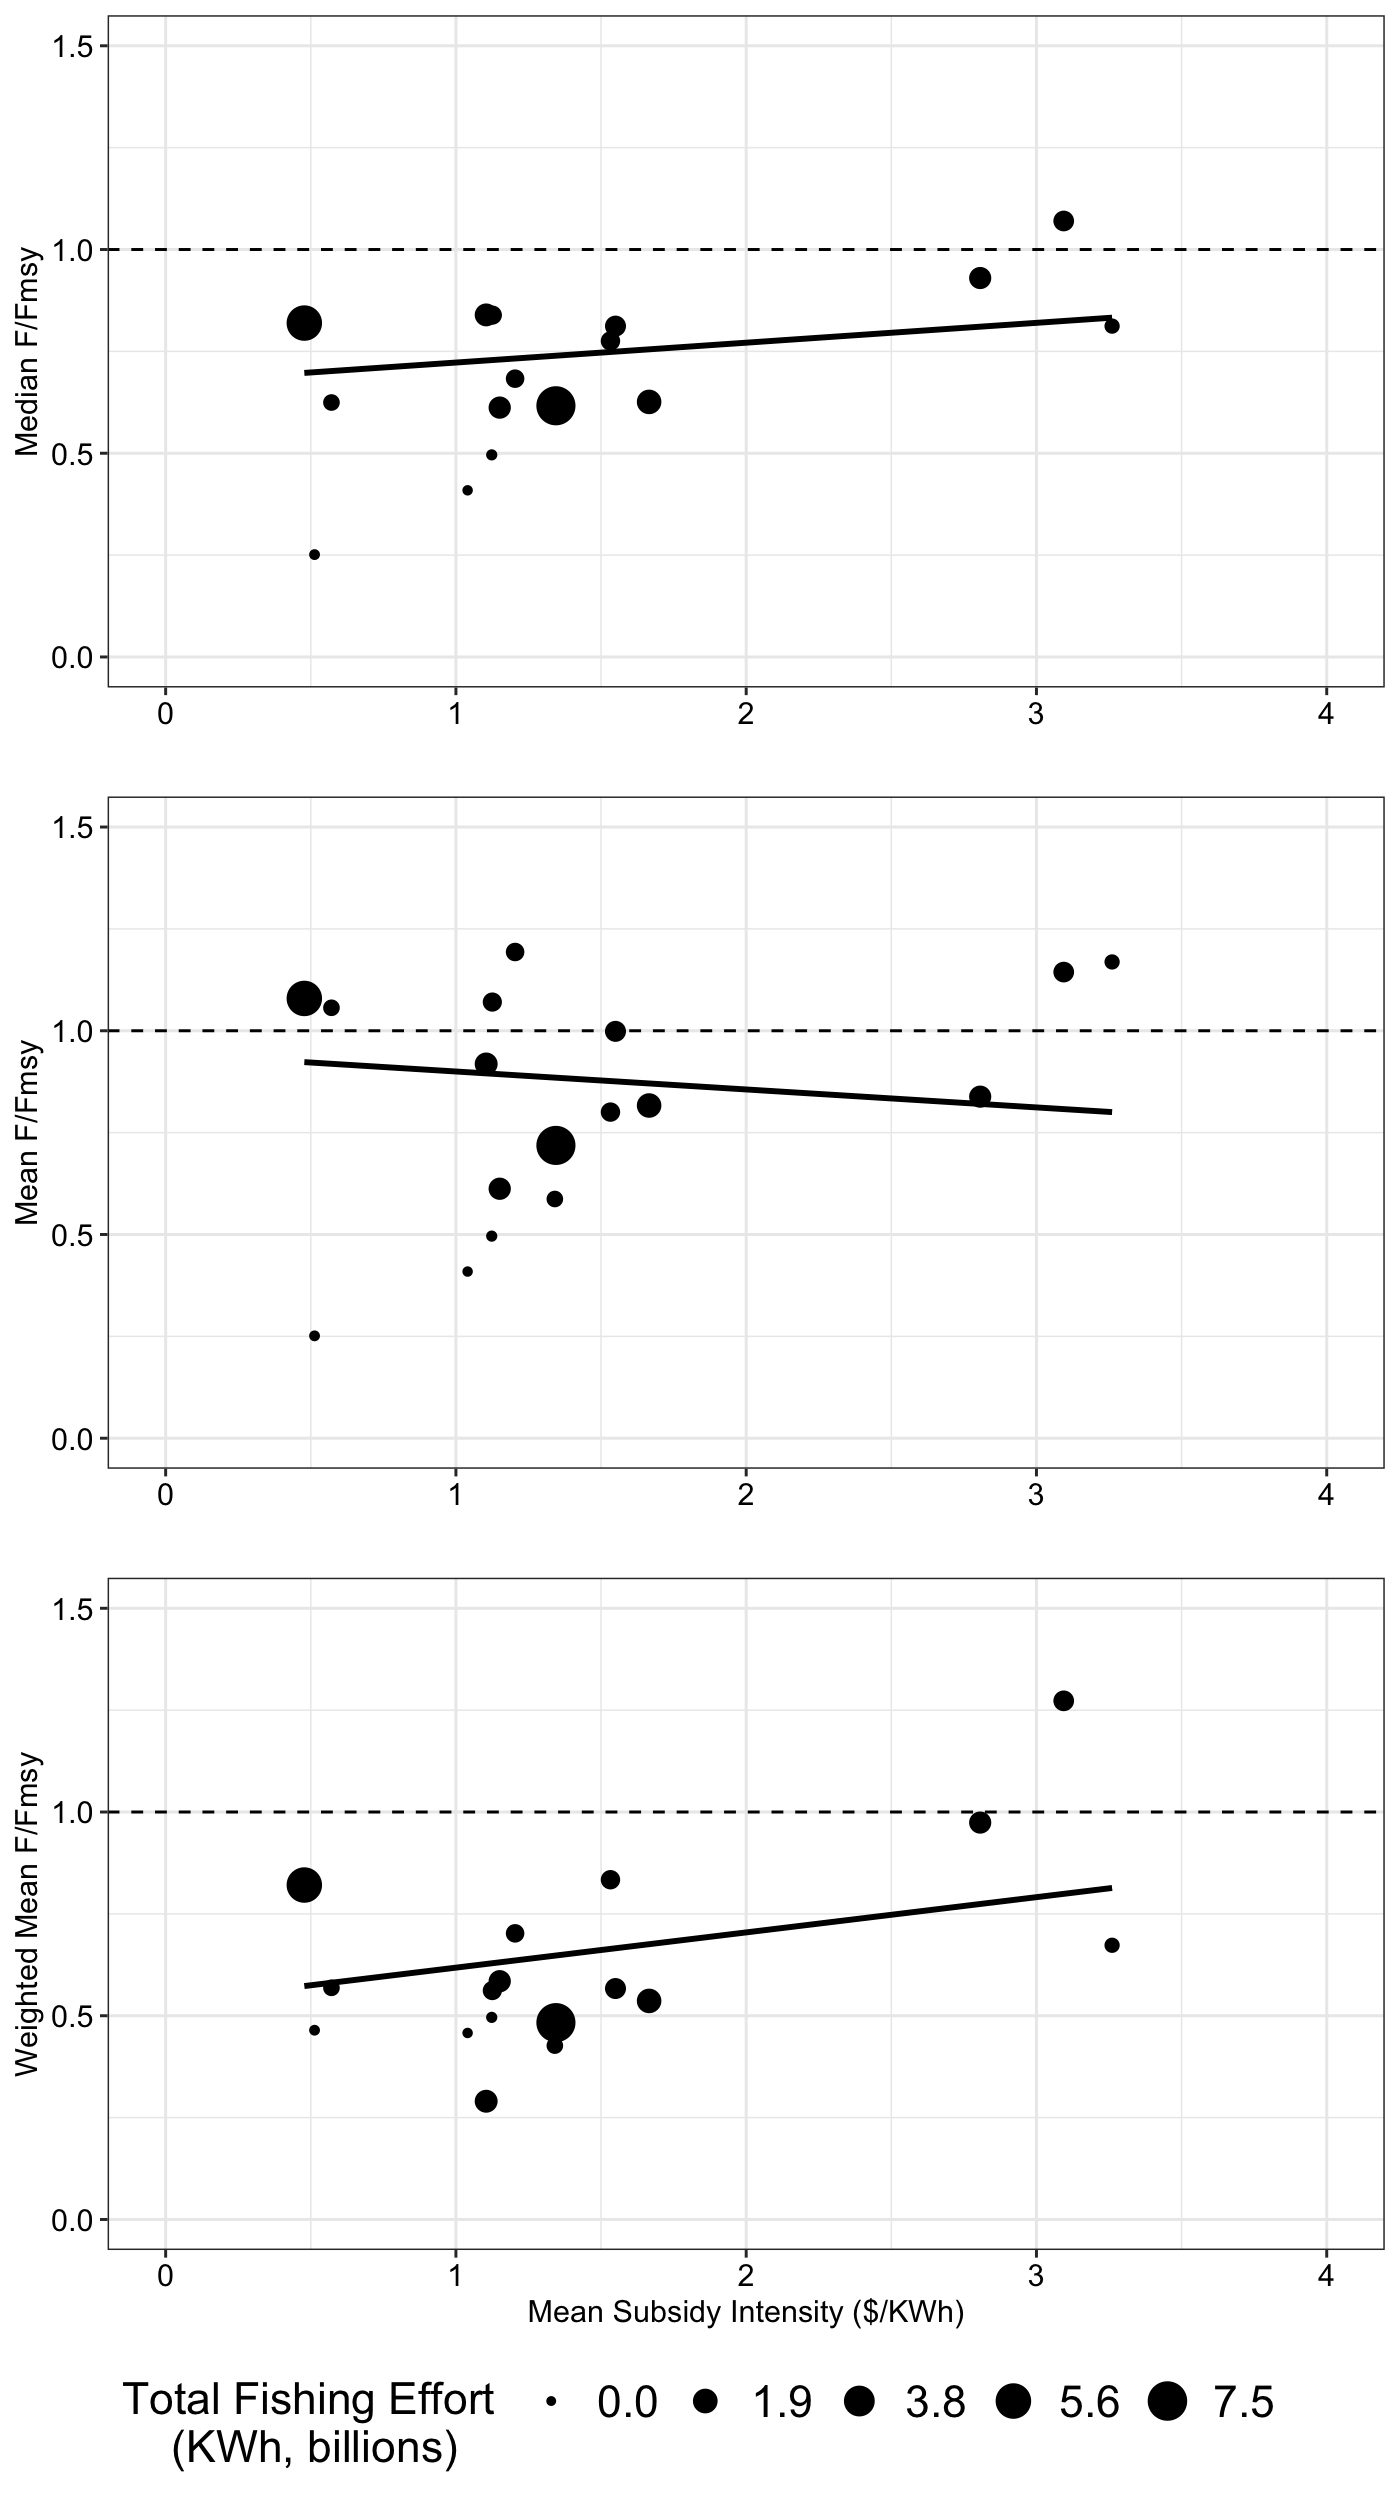 1.5
1.0
0.5
0.0
Median F/Fmsy
0 1 2 3 4
1.5
1.0
0.5
0.0
Mean F/Fmsy
0 1 2 3 4
1.5
1.0
0.5
0.0
Weighted Mean F/Fmsy
0 1 2 3 4
Mean Subsidy Intensity ($/KWh)
Total Fishing Effort
(KWh, billions)
0.0 1.9 3.8 5.6 7.5